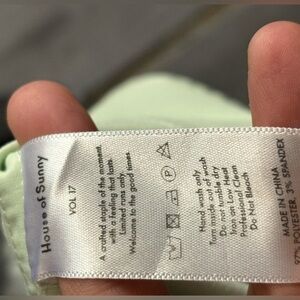 House of Sunny
VOL 17
A crafted staple of the moment,
with a feeling that lasts.
Limited runs only.
Welcome to the good times.
Hand wash only
Turn inside out of wash
Do not tumble dry
Iron on Low Heat
Professional Clean
Do Not Bleach
MADE IN CHINA
97% POLYESTER, 3% SPANDEX